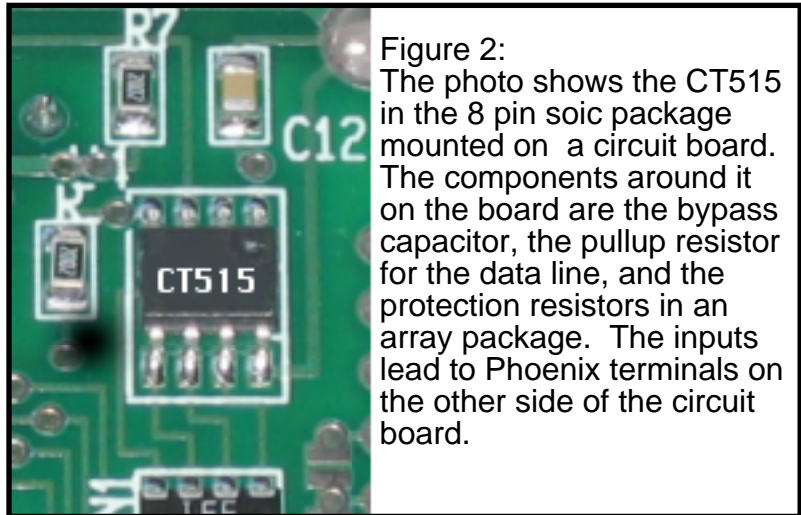 R7
C12
CT515
Figure 2:
The photo shows the CT515
in the 8 pin soic package
mounted on a circuit board.
The components around it
on the board are the bypass
capacitor, the pullup resistor
for the data line, and the
protection resistors in an
array package. The inputs
lead to Phoenix terminals on
the other side of the circuit
board.